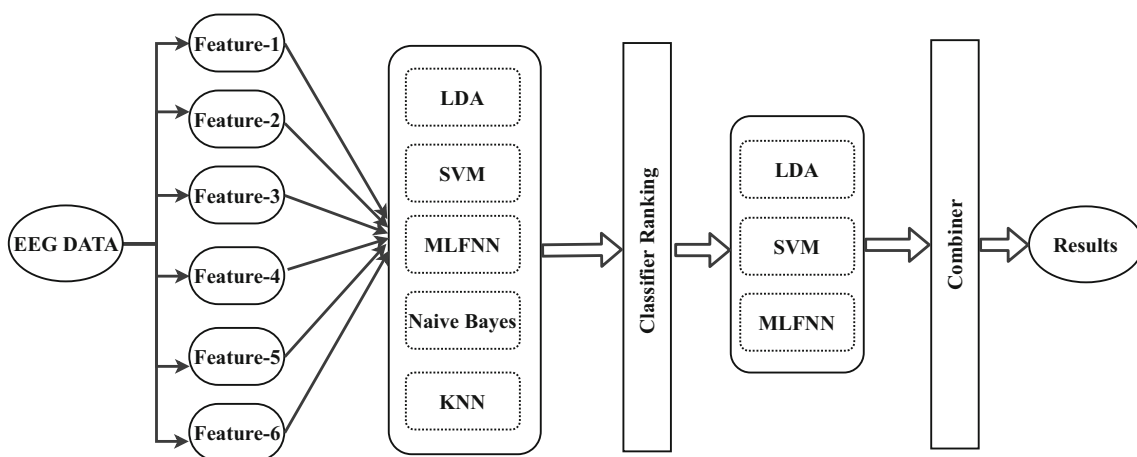 EEG DATA
Feature-1
Feature-2
Feature-3
Feature-4
Feature-5
Feature-6
LDA
SVM
MLFNN
Naive Bayes
KNN
Classifier Ranking
LDA
SVM
MLFNN
Combiner
Results